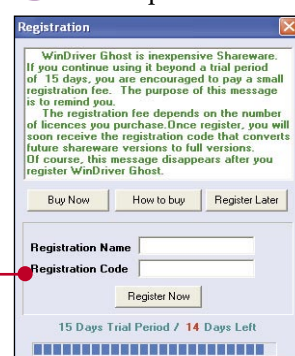 Registration
WinDriver Ghost is inexpensive Shareware.
If you continue using it beyond a trial period
of 15 days, you are encouraged to pay a small
registration fee. The purpose of this message
is to remind you.
The registration fee depends on the number
of licences you purchase.Once register, you will
soon receive the registration code that converts
future shareware versions to full versions.
Of course, this message disappears after you
register WinDriver Ghost.
Buy Now How to buy Register Later
Registration Name
Registration Code
Register Now
15 Days Trial Period / 14 Days Left